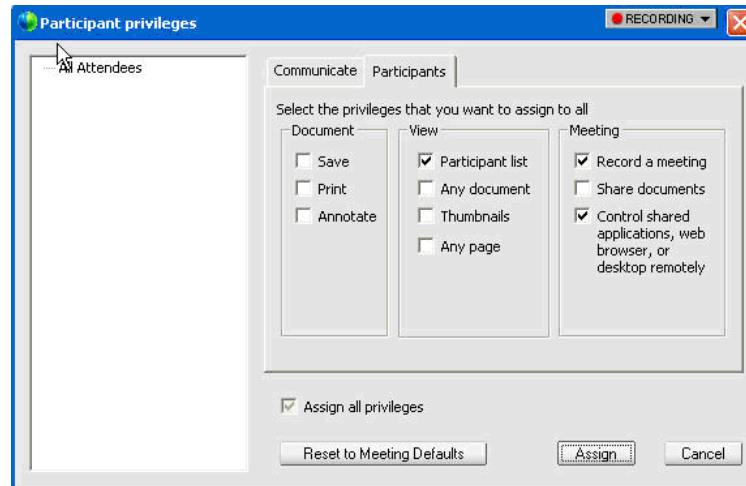 Participant privileges
RECORDING
All Attendees
Communicate
Participants
Select the privileges that you want to assign to all
Document
Save
Print
Annotate
View
Participant list
Any document
Thumbnails
Any page
Meeting
Record a meeting
Share documents
Control shared
applications, web
browser, or
desktop remotely
Assign all privileges
Reset to Meeting Defaults
Assign
Cancel